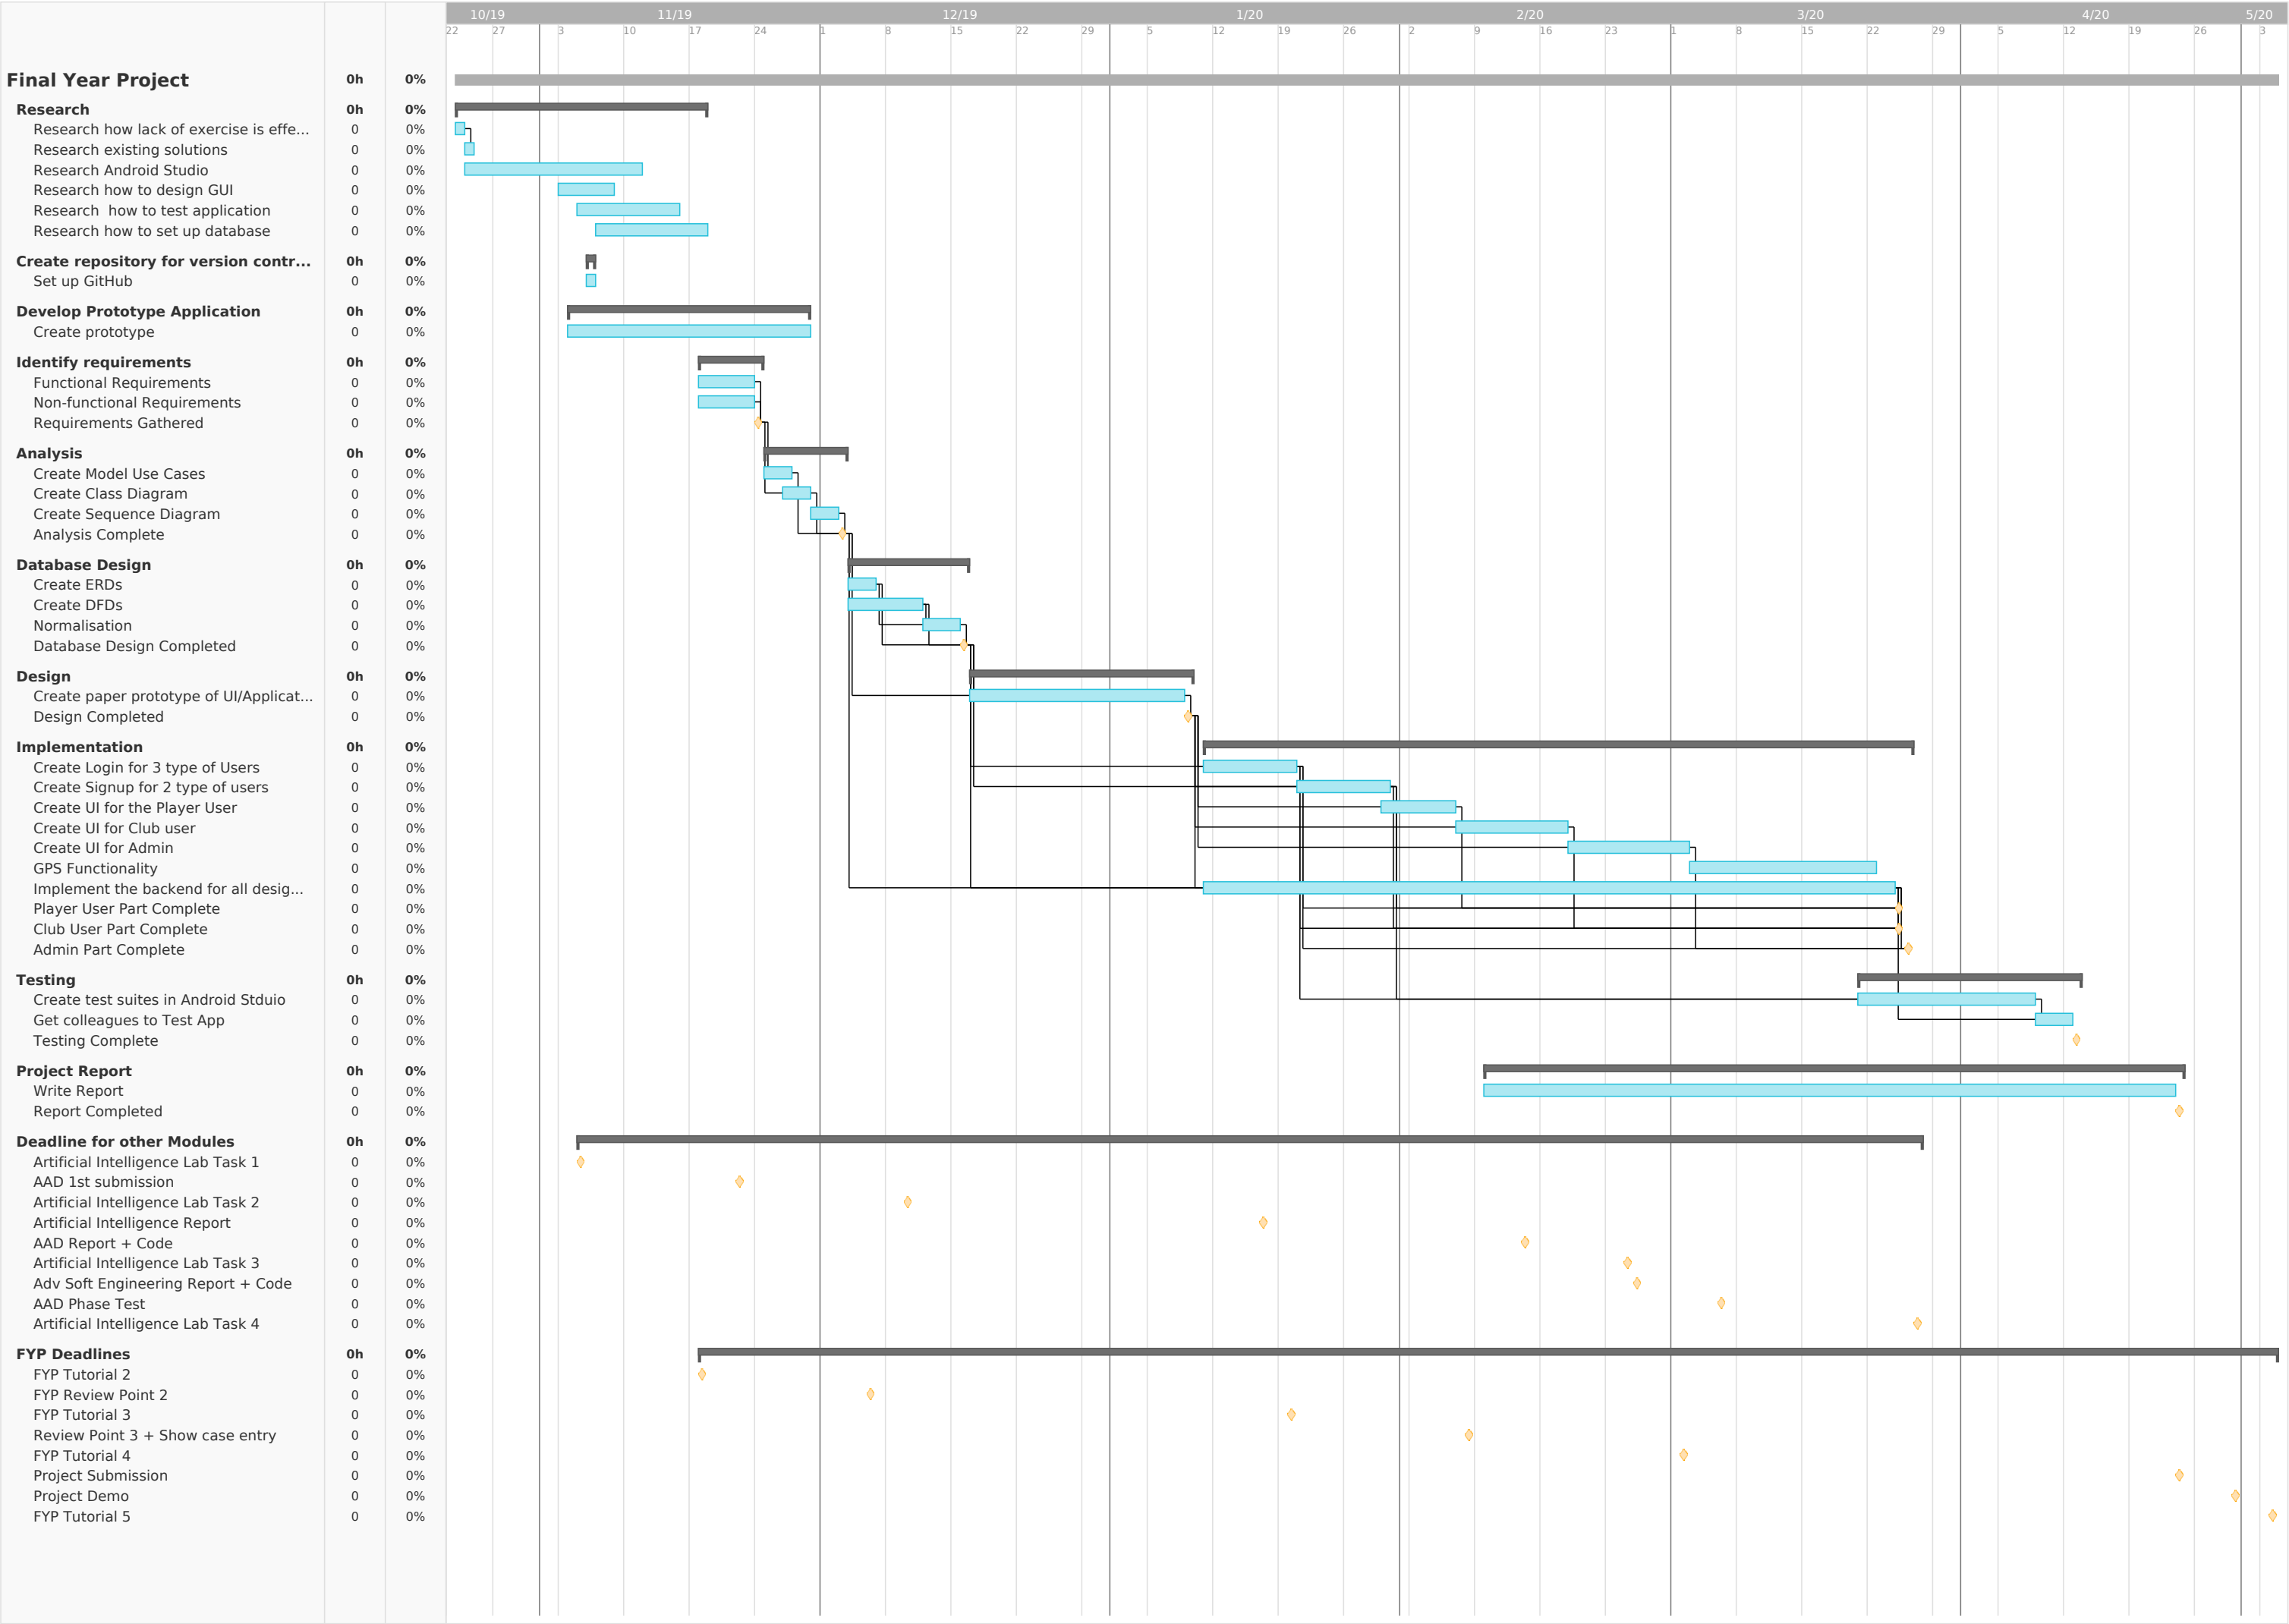 10/19 11/19 12/19 1/20 2/20 3/20 4/20 5/20
22 27 3 10 17 24 1 8 15 22 29 5 12 19 26 2 9 16 23 1 8 15 22 29 5 12 19 26 3
Final Year Project 0h 0%
Research 0h 0%
Research how lack of exercise is effe... 0 0%
Research existing solutions 0 0%
Research Android Studio 0 0%
Research how to design GUI 0 0%
Research  how to test application 0 0%
Research how to set up database 0 0%
Create repository for version contr... 0h 0%
Set up GitHub 0 0%
Develop Prototype Application 0h 0%
Create prototype 0 0%
Identify requirements 0h 0%
Functional Requirements 0 0%
Non-functional Requirements 0 0%
Requirements Gathered 0 0%
Analysis 0h 0%
Create Model Use Cases 0 0%
Create Class Diagram 0 0%
Create Sequence Diagram 0 0%
Analysis Complete 0 0%
Database Design 0h 0%
Create ERDs 0 0%
Create DFDs 0 0%
Normalisation 0 0%
Database Design Completed 0 0%
Design 0h 0%
Create paper prototype of UI/Applicat... 0 0%
Design Completed 0 0%
Implementation 0h 0%
Create Login for 3 type of Users 0 0%
Create Signup for 2 type of users 0 0%
Create UI for the Player User 0 0%
Create UI for Club user 0 0%
Create UI for Admin 0 0%
GPS Functionality 0 0%
Implement the backend for all desig... 0 0%
Player User Part Complete 0 0%
Club User Part Complete 0 0%
Admin Part Complete 0 0%
Testing 0h 0%
Create test suites in Android Stduio 0 0%
Get colleagues to Test App 0 0%
Testing Complete 0 0%
Project Report 0h 0%
Write Report 0 0%
Report Completed 0 0%
Deadline for other Modules 0h 0%
Artificial Intelligence Lab Task 1 0 0%
AAD 1st submission 0 0%
Artificial Intelligence Lab Task 2 0 0%
Artificial Intelligence Report 0 0%
AAD Report + Code 0 0%
Artificial Intelligence Lab Task 3 0 0%
Adv Soft Engineering Report + Code 0 0%
AAD Phase Test 0 0%
Artificial Intelligence Lab Task 4 0 0%
FYP Deadlines 0h 0%
FYP Tutorial 2 0 0%
FYP Review Point 2 0 0%
FYP Tutorial 3 0 0%
Review Point 3 + Show case entry 0 0%
FYP Tutorial 4 0 0%
Project Submission 0 0%
Project Demo 0 0%
FYP Tutorial 5 0 0%